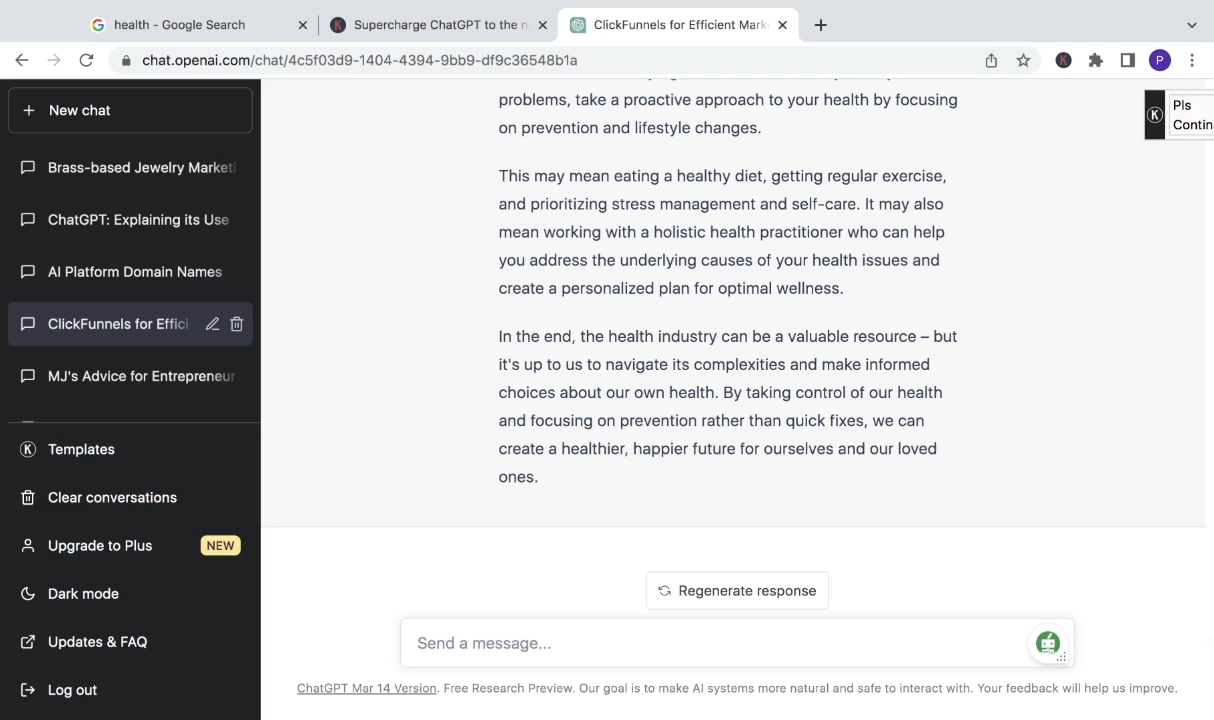 health - Google Search
Supercharge ChatGPT to the n
ClickFunnels for Efficient Mark
chat.openai.com/chat/4c5f03d9-1404-4394-9bb9-df9c36548b1a
P
New chat
Brass-based Jewelry Marketi
ChatGPT: Explaining its Use
AI Platform Domain Names
ClickFunnels for Effici
MJ's Advice for Entrepreneur
K Templates
Clear conversations
Upgrade to Plus NEW
Dark mode
Updates & FAQ
Log out
problems, take a proactive approach to your health by focusing
on prevention and lifestyle changes.
This may mean eating a healthy diet, getting regular exercise,
and prioritizing stress management and self-care. It may also
mean working with a holistic health practitioner who can help
you address the underlying causes of your health issues and
create a personalized plan for optimal wellness.
In the end, the health industry can be a valuable resource – but
it's up to us to navigate its complexities and make informed
choices about our own health. By taking control of our health
and focusing on prevention rather than quick fixes, we can
create a healthier, happier future for ourselves and our loved
ones.
K Pls
Contin
Regenerate response
Send a message...
ChatGPT Mar 14 Version. Free Research Preview. Our goal is to make AI systems more natural and safe to interact with. Your feedback will help us improve.